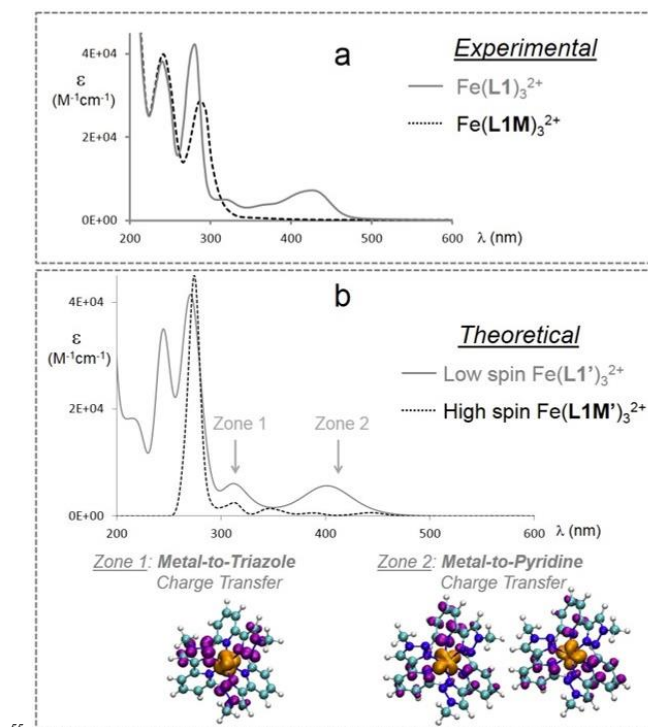 a
Experimental
4E+04
ε
(M⁻¹cm⁻¹)
Fe(L1)₃²⁺
Fe(L1M)₃²⁺
2E+04
0E+00
200 300 400 500 600 λ (nm)
b
4E+04
ε
(M⁻¹cm⁻¹)
Theoretical
Low spin Fe(L1')₃²⁺
High spin Fe(L1M')₃²⁺
2E+04
Zone 1 Zone 2
0E+00
200 300 400 500 600 λ (nm)
Zone 1: Metal-to-Triazole
Charge Transfer
Zone 2: Metal-to-Pyridine
Charge Transfer